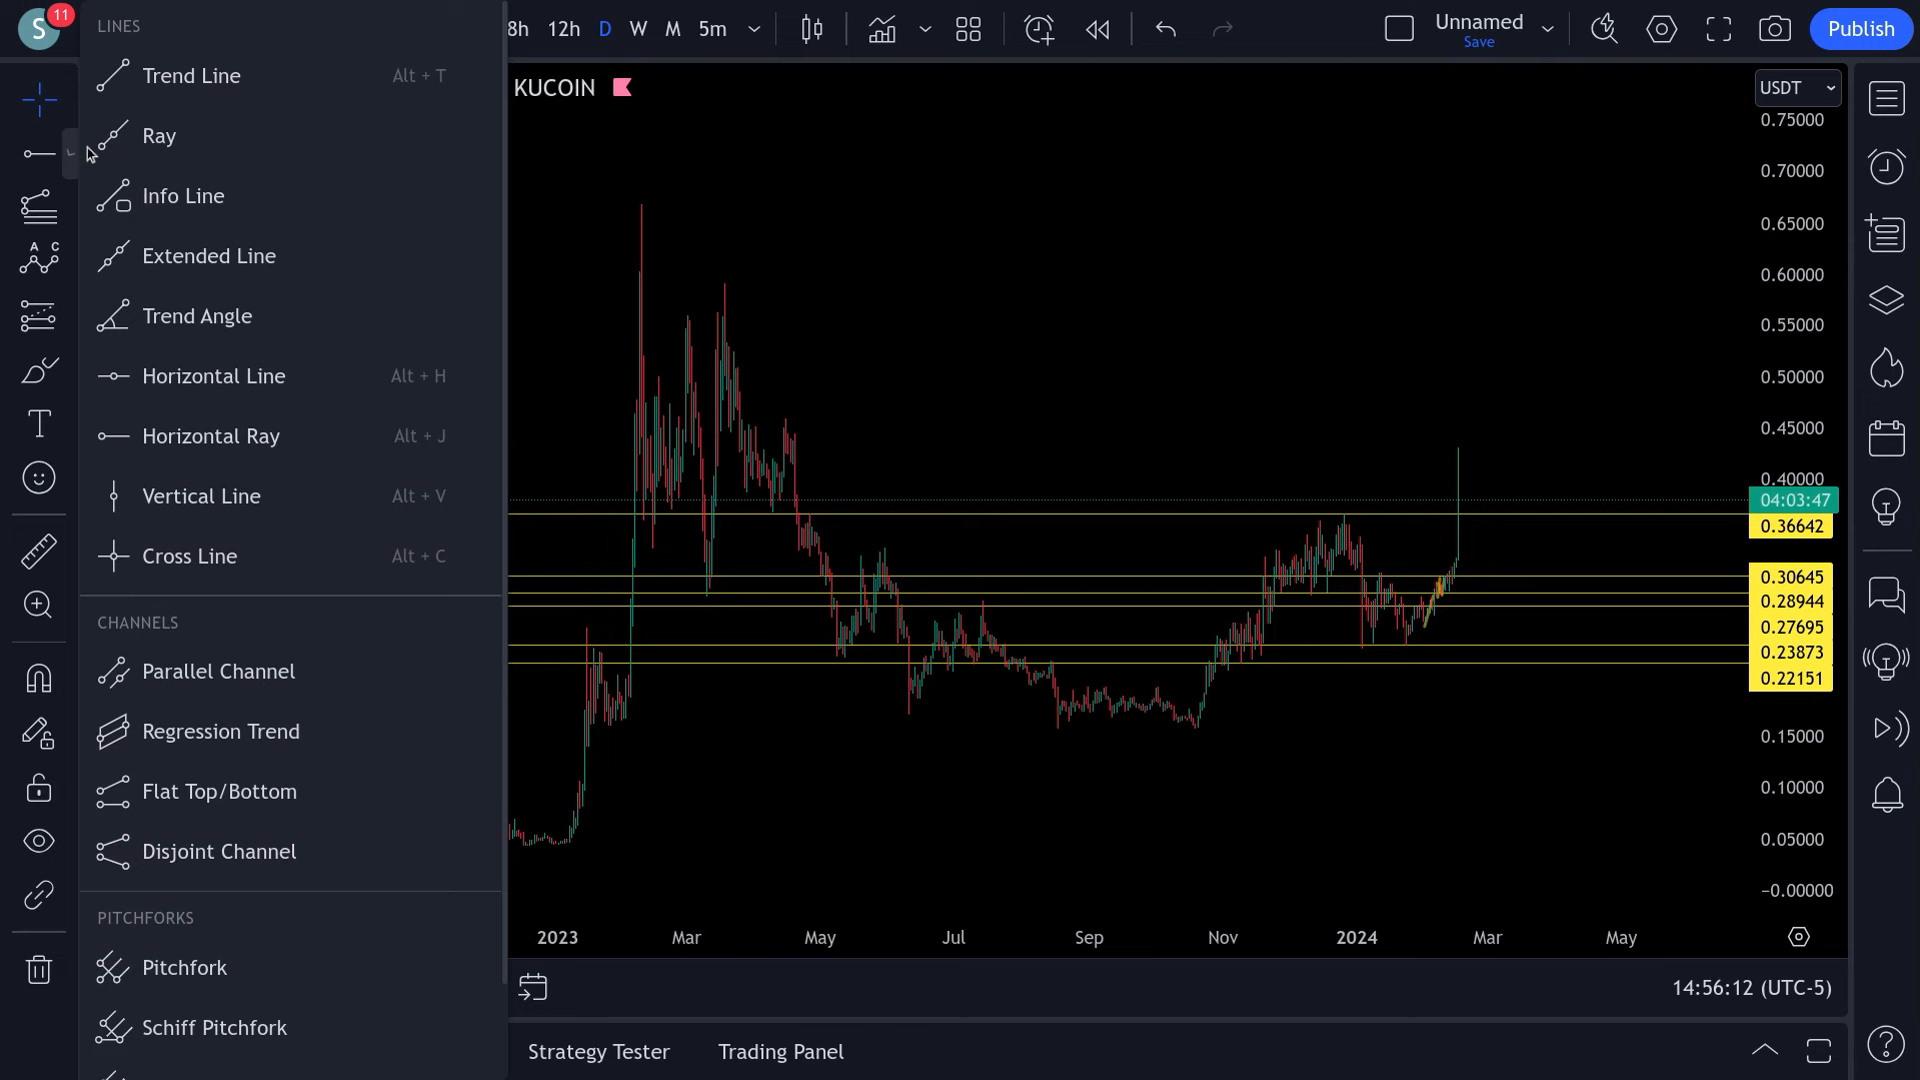 S
11
8h 12h D W M 5m
Unnamed
Save
Publish
LINES
Trend Line Alt + T
Ray
Info Line
Extended Line
Trend Angle
Horizontal Line Alt + H
Horizontal Ray Alt + J
Vertical Line Alt + V
Cross Line Alt + C
CHANNELS
Parallel Channel
Regression Trend
Flat Top/Bottom
Disjoint Channel
PITCHFORKS
Pitchfork
Schiff Pitchfork
A C
T
KUCOIN
USDT
0.75000
0.70000
0.65000
0.60000
0.55000
0.50000
0.45000
0.40000
04:03:47
0.36642
0.30645
0.28944
0.27695
0.23873
0.22151
0.15000
0.10000
0.05000
−0.00000
2023 Mar May Jul Sep Nov 2024 Mar May
14:56:12 (UTC-5)
Strategy Tester Trading Panel